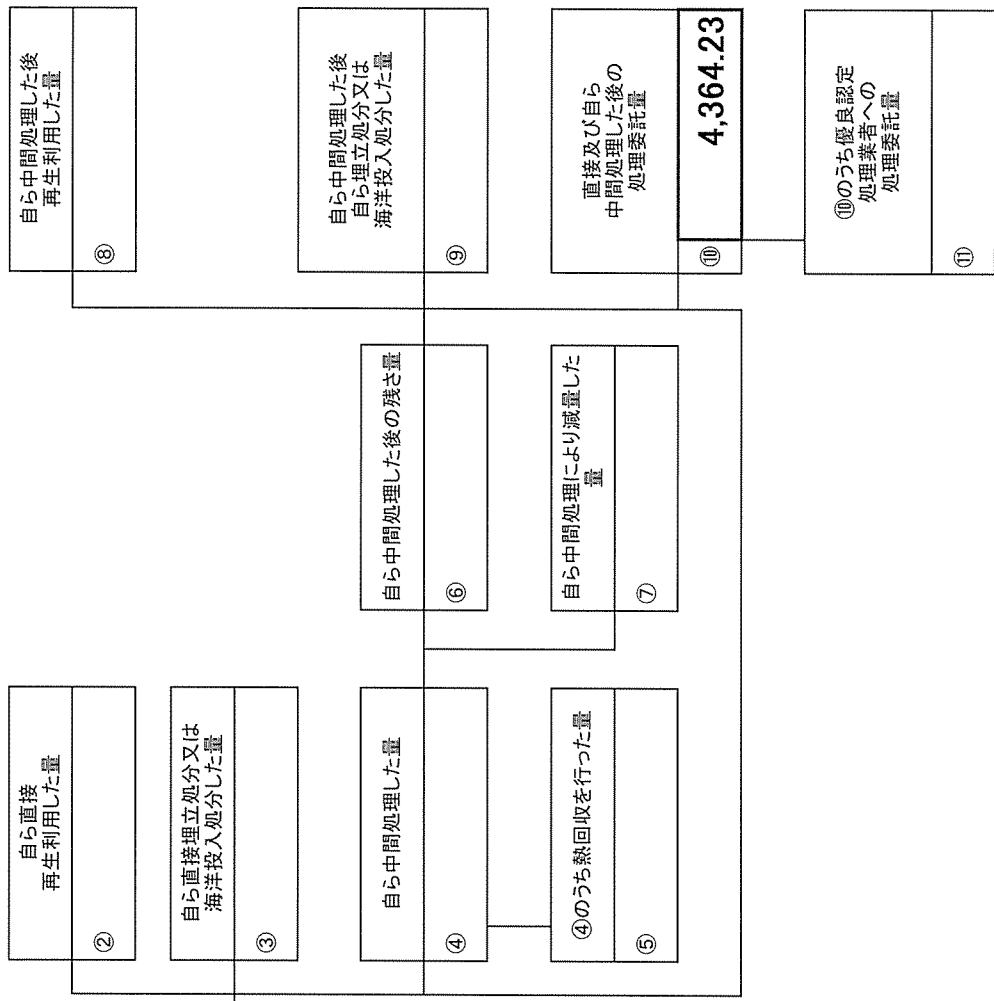 自ら直接
再生利用した量
②
自ら直接埋立処分又は
海洋投入処分した量
③
自ら中間処理した量
④
④のうち熱回収を行った量
⑤
自ら中間処理した後の残さ量
⑥
自ら中間処理により減量した
量
⑦
自ら中間処理した後
再生利用した量
⑧
自ら中間処理した後
自ら埋立処分又は
海洋投入処分した量
⑨
直接及び自ら
中間処理した後の
処理委託量
⑩
4,364.23
⑩のうち優良認定
処理業者への
処理委託量
⑪